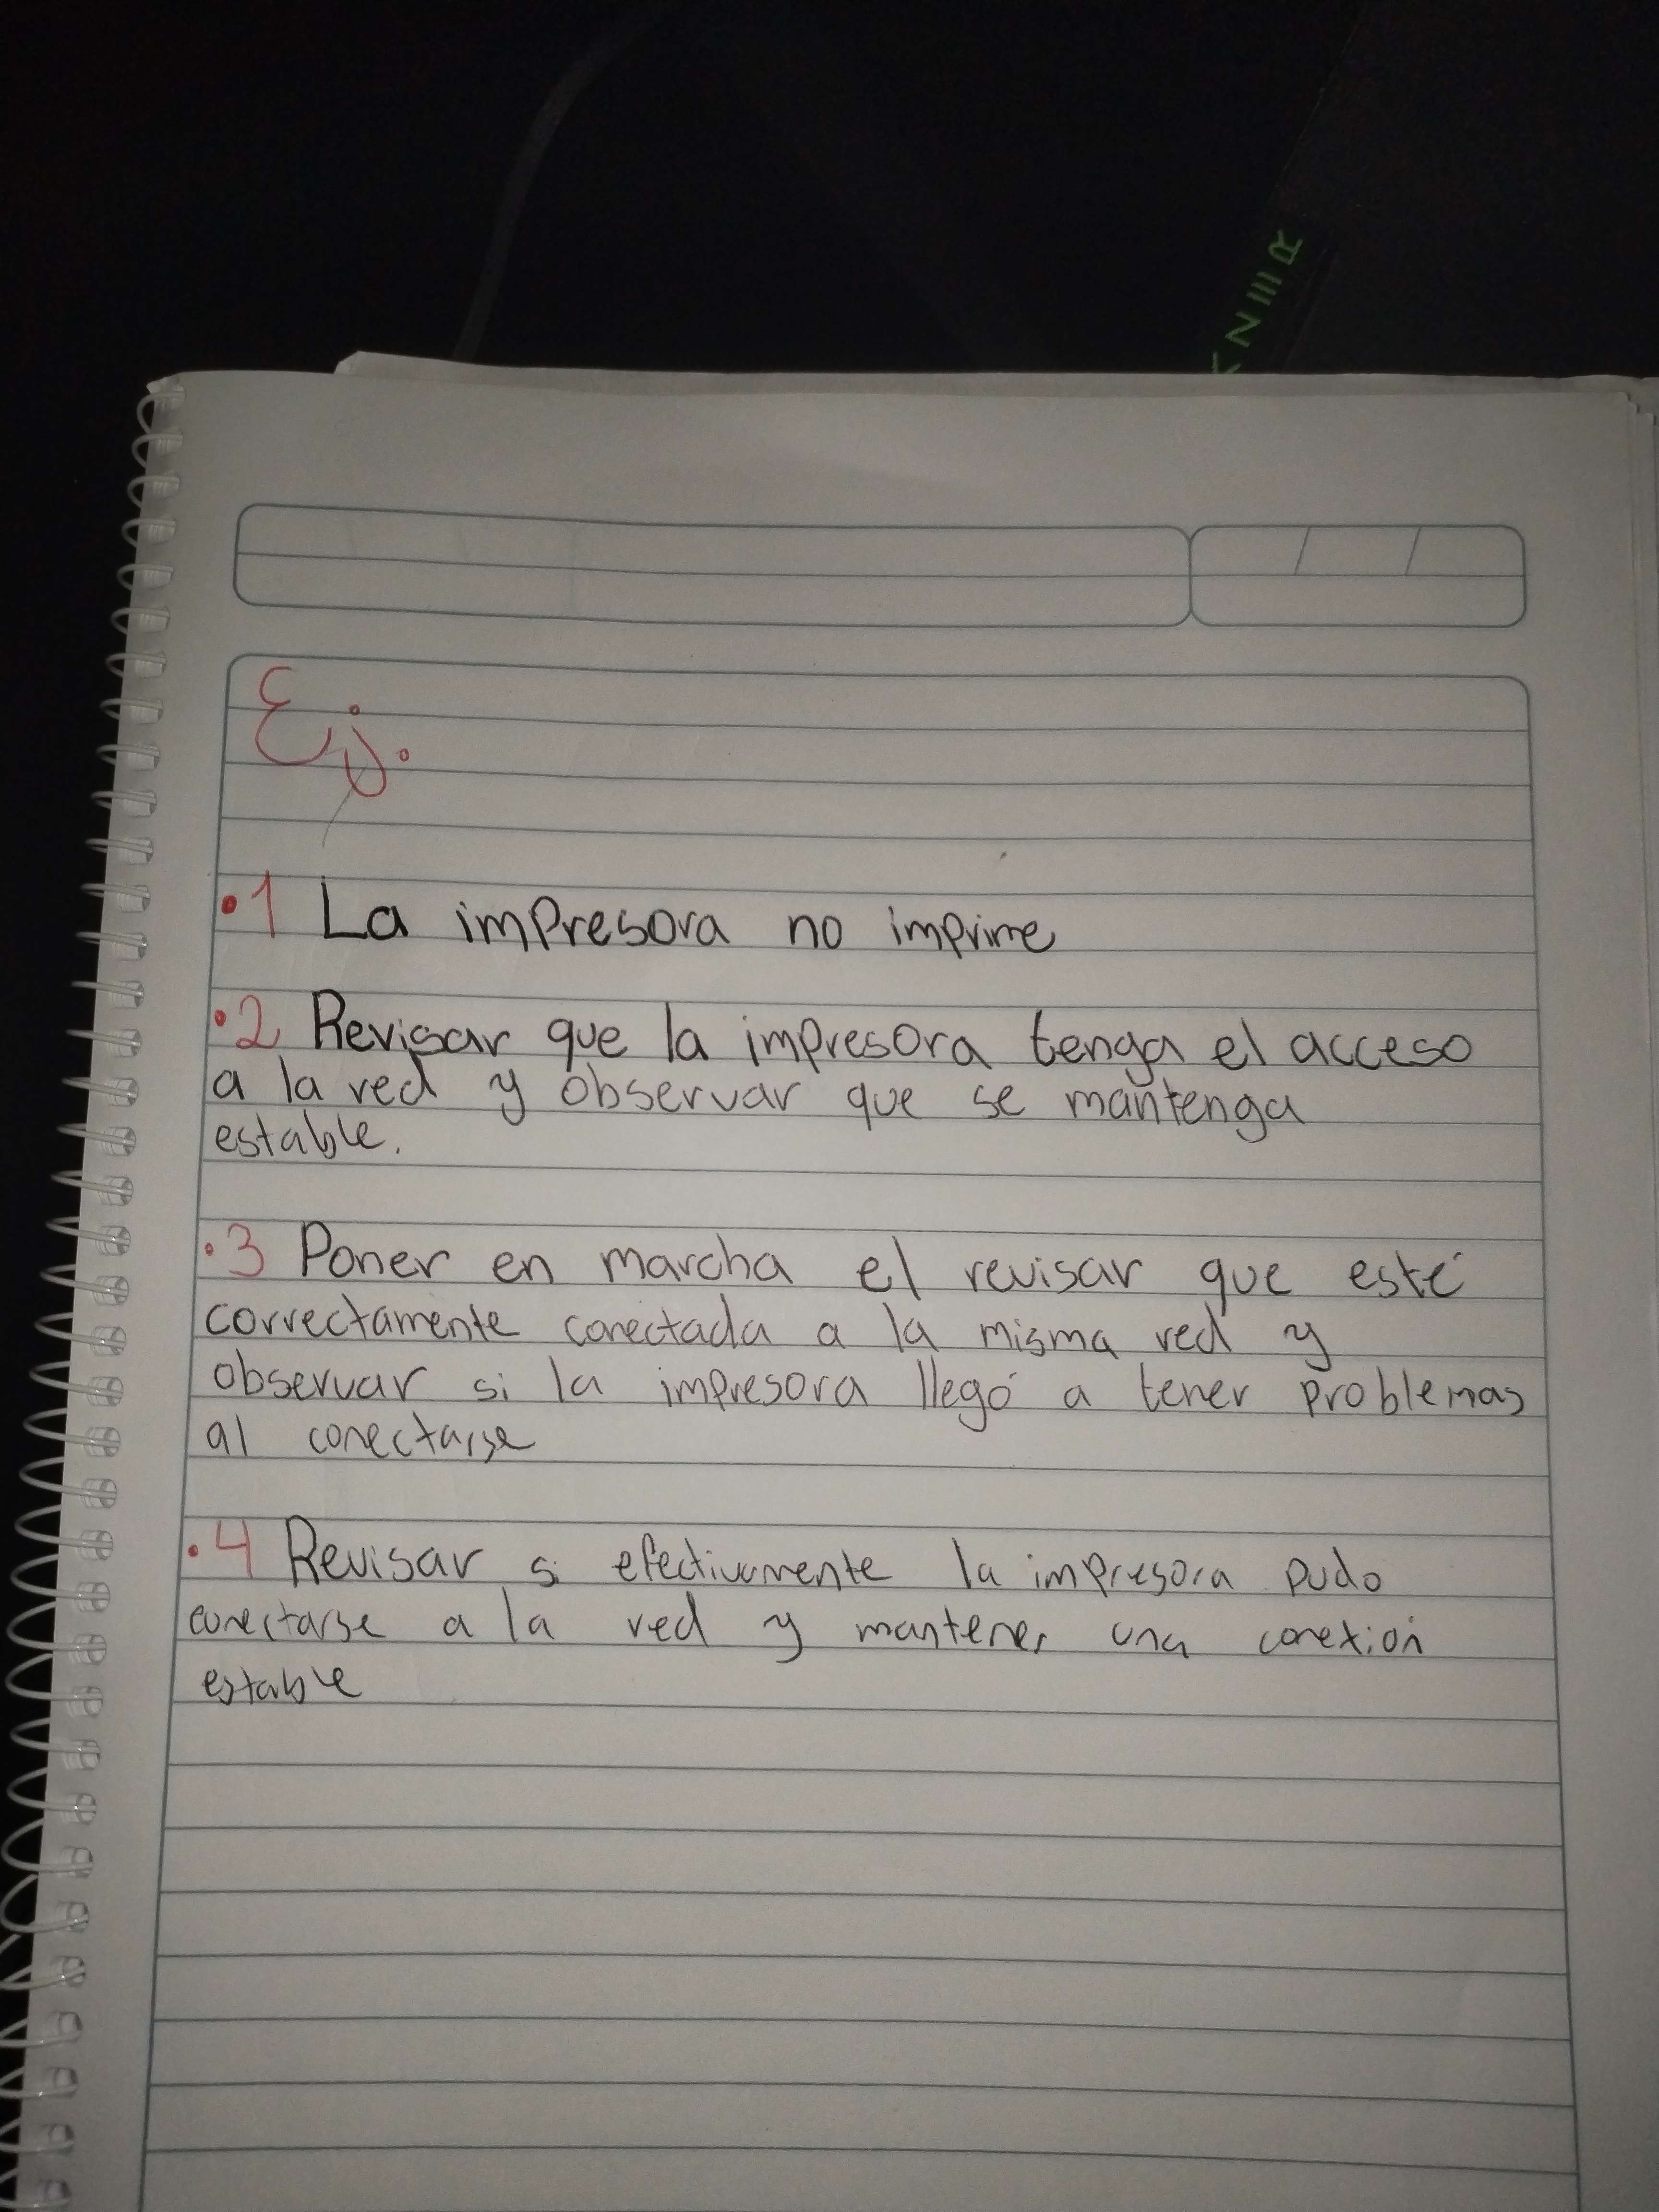 KNIIIR
Ej.
•1 La impresora no imprime
•2 Revisar que la impresora tenga el acceso
a la red y observar que se mantenga
estable.
•3 Poner en marcha el revisar que esté
correctamente conectada a la misma red y
observar si la impresora llegó a tener problemas
al conectarse
•4 Revisar si efectivamente la impresora pudo
conectarse a la red y mantener una conexión
estable